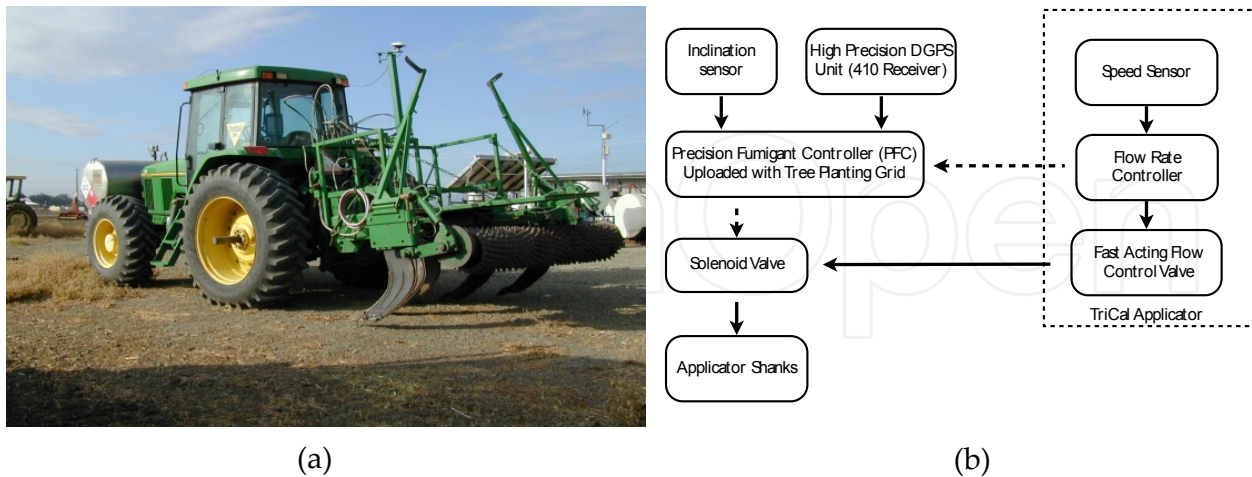 Inclination
sensor
High Precision DGPS
Unit (410 Receiver)
Speed Sensor
Precision Fumigant Controller (PFC)
Uploaded with Tree Planting Grid
Flow Rate
Controller
Solenoid Valve
Fast Acting Flow
Control Valve
TriCal Applicator
Applicator Shanks
(a)
(b)